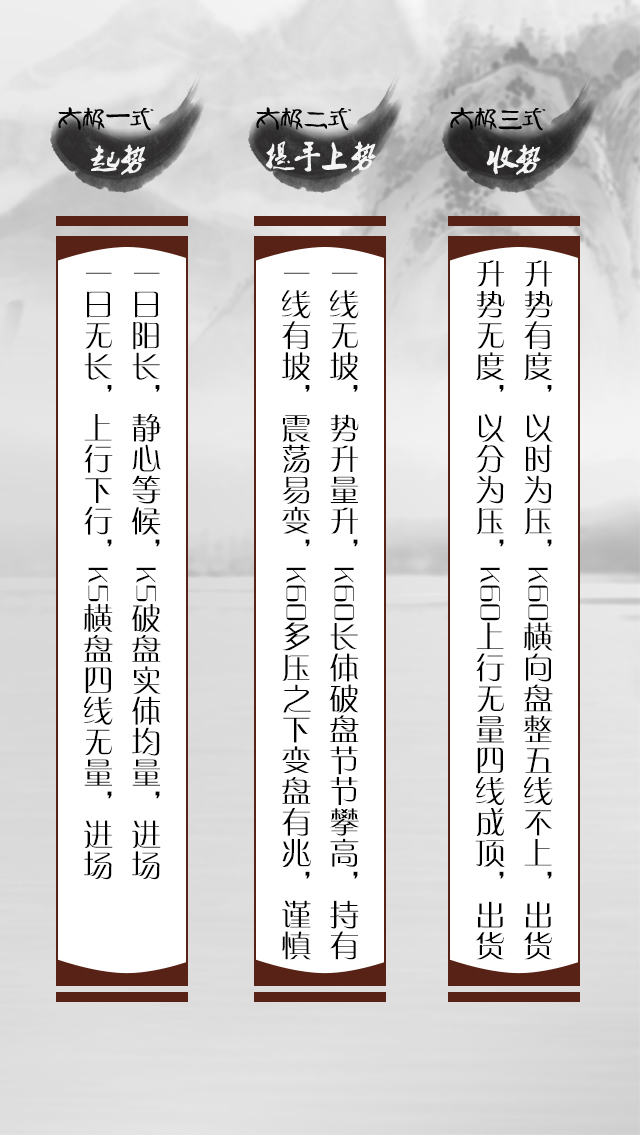 太极一式
起势
一日阳长，静心等候，K5破盘实体均量，进场
一日无长，上行下行，K5横盘四线无量，进场
太极二式
提手上势
一线无坡，势升量升，K60长体破盘节节攀高，持有
一线有坡，震荡易变，K60多压之下变盘有兆，谨慎
太极三式
收势
升势有度，以时为压，K60横向盘整五线不上，出货
升势无度，以分为压，K60上行无量四线成顶，出货